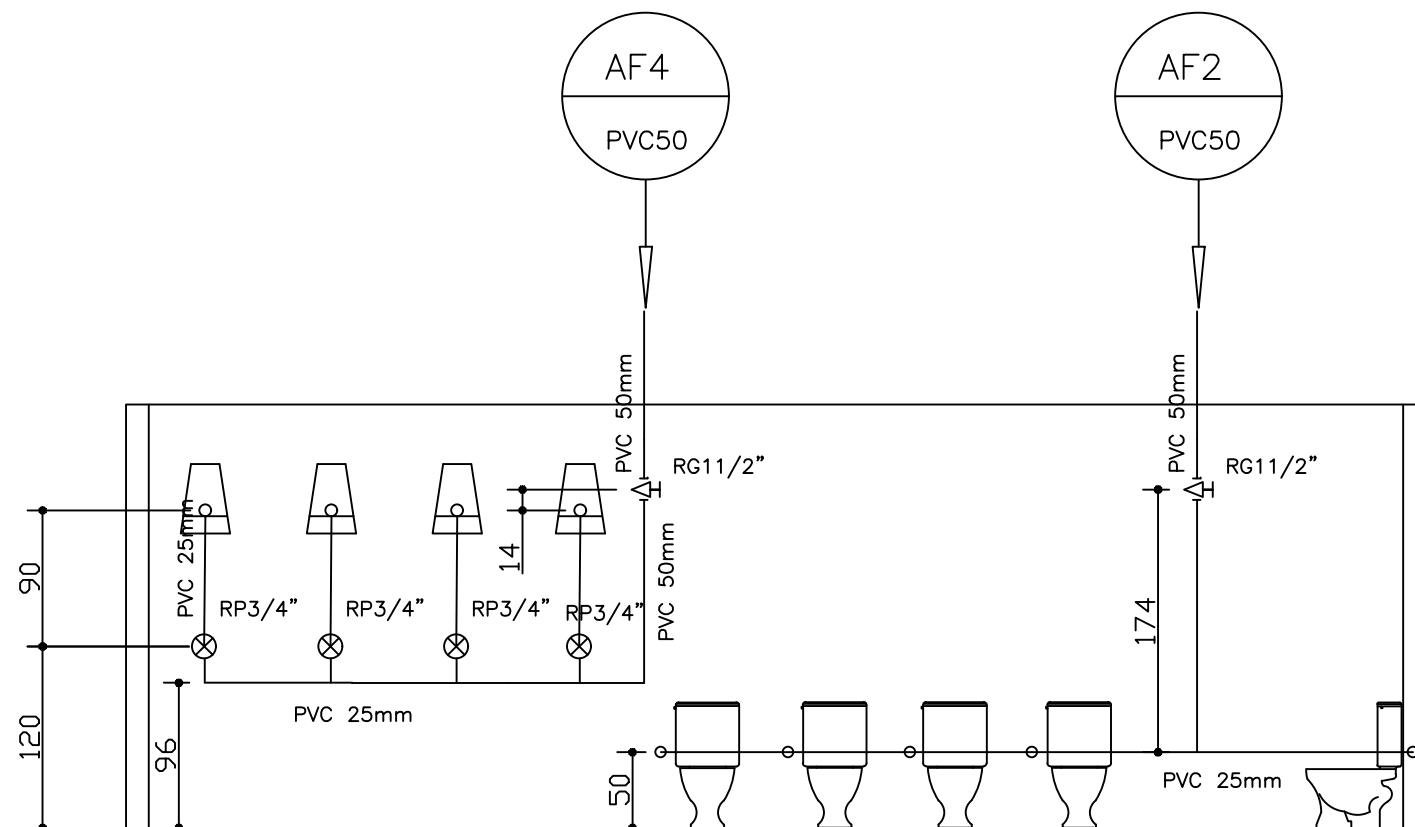 AF4
PVC50
AF2
PVC50
PVC 50mm
PVC 50mm
RG11/2"
RG11/2"
PVC 25mm
14
PVC 50mm
90
RP3/4"
RP3/4"
RP3/4"
RP3/4"
174
PVC 25mm
120
96
50
PVC 25mm